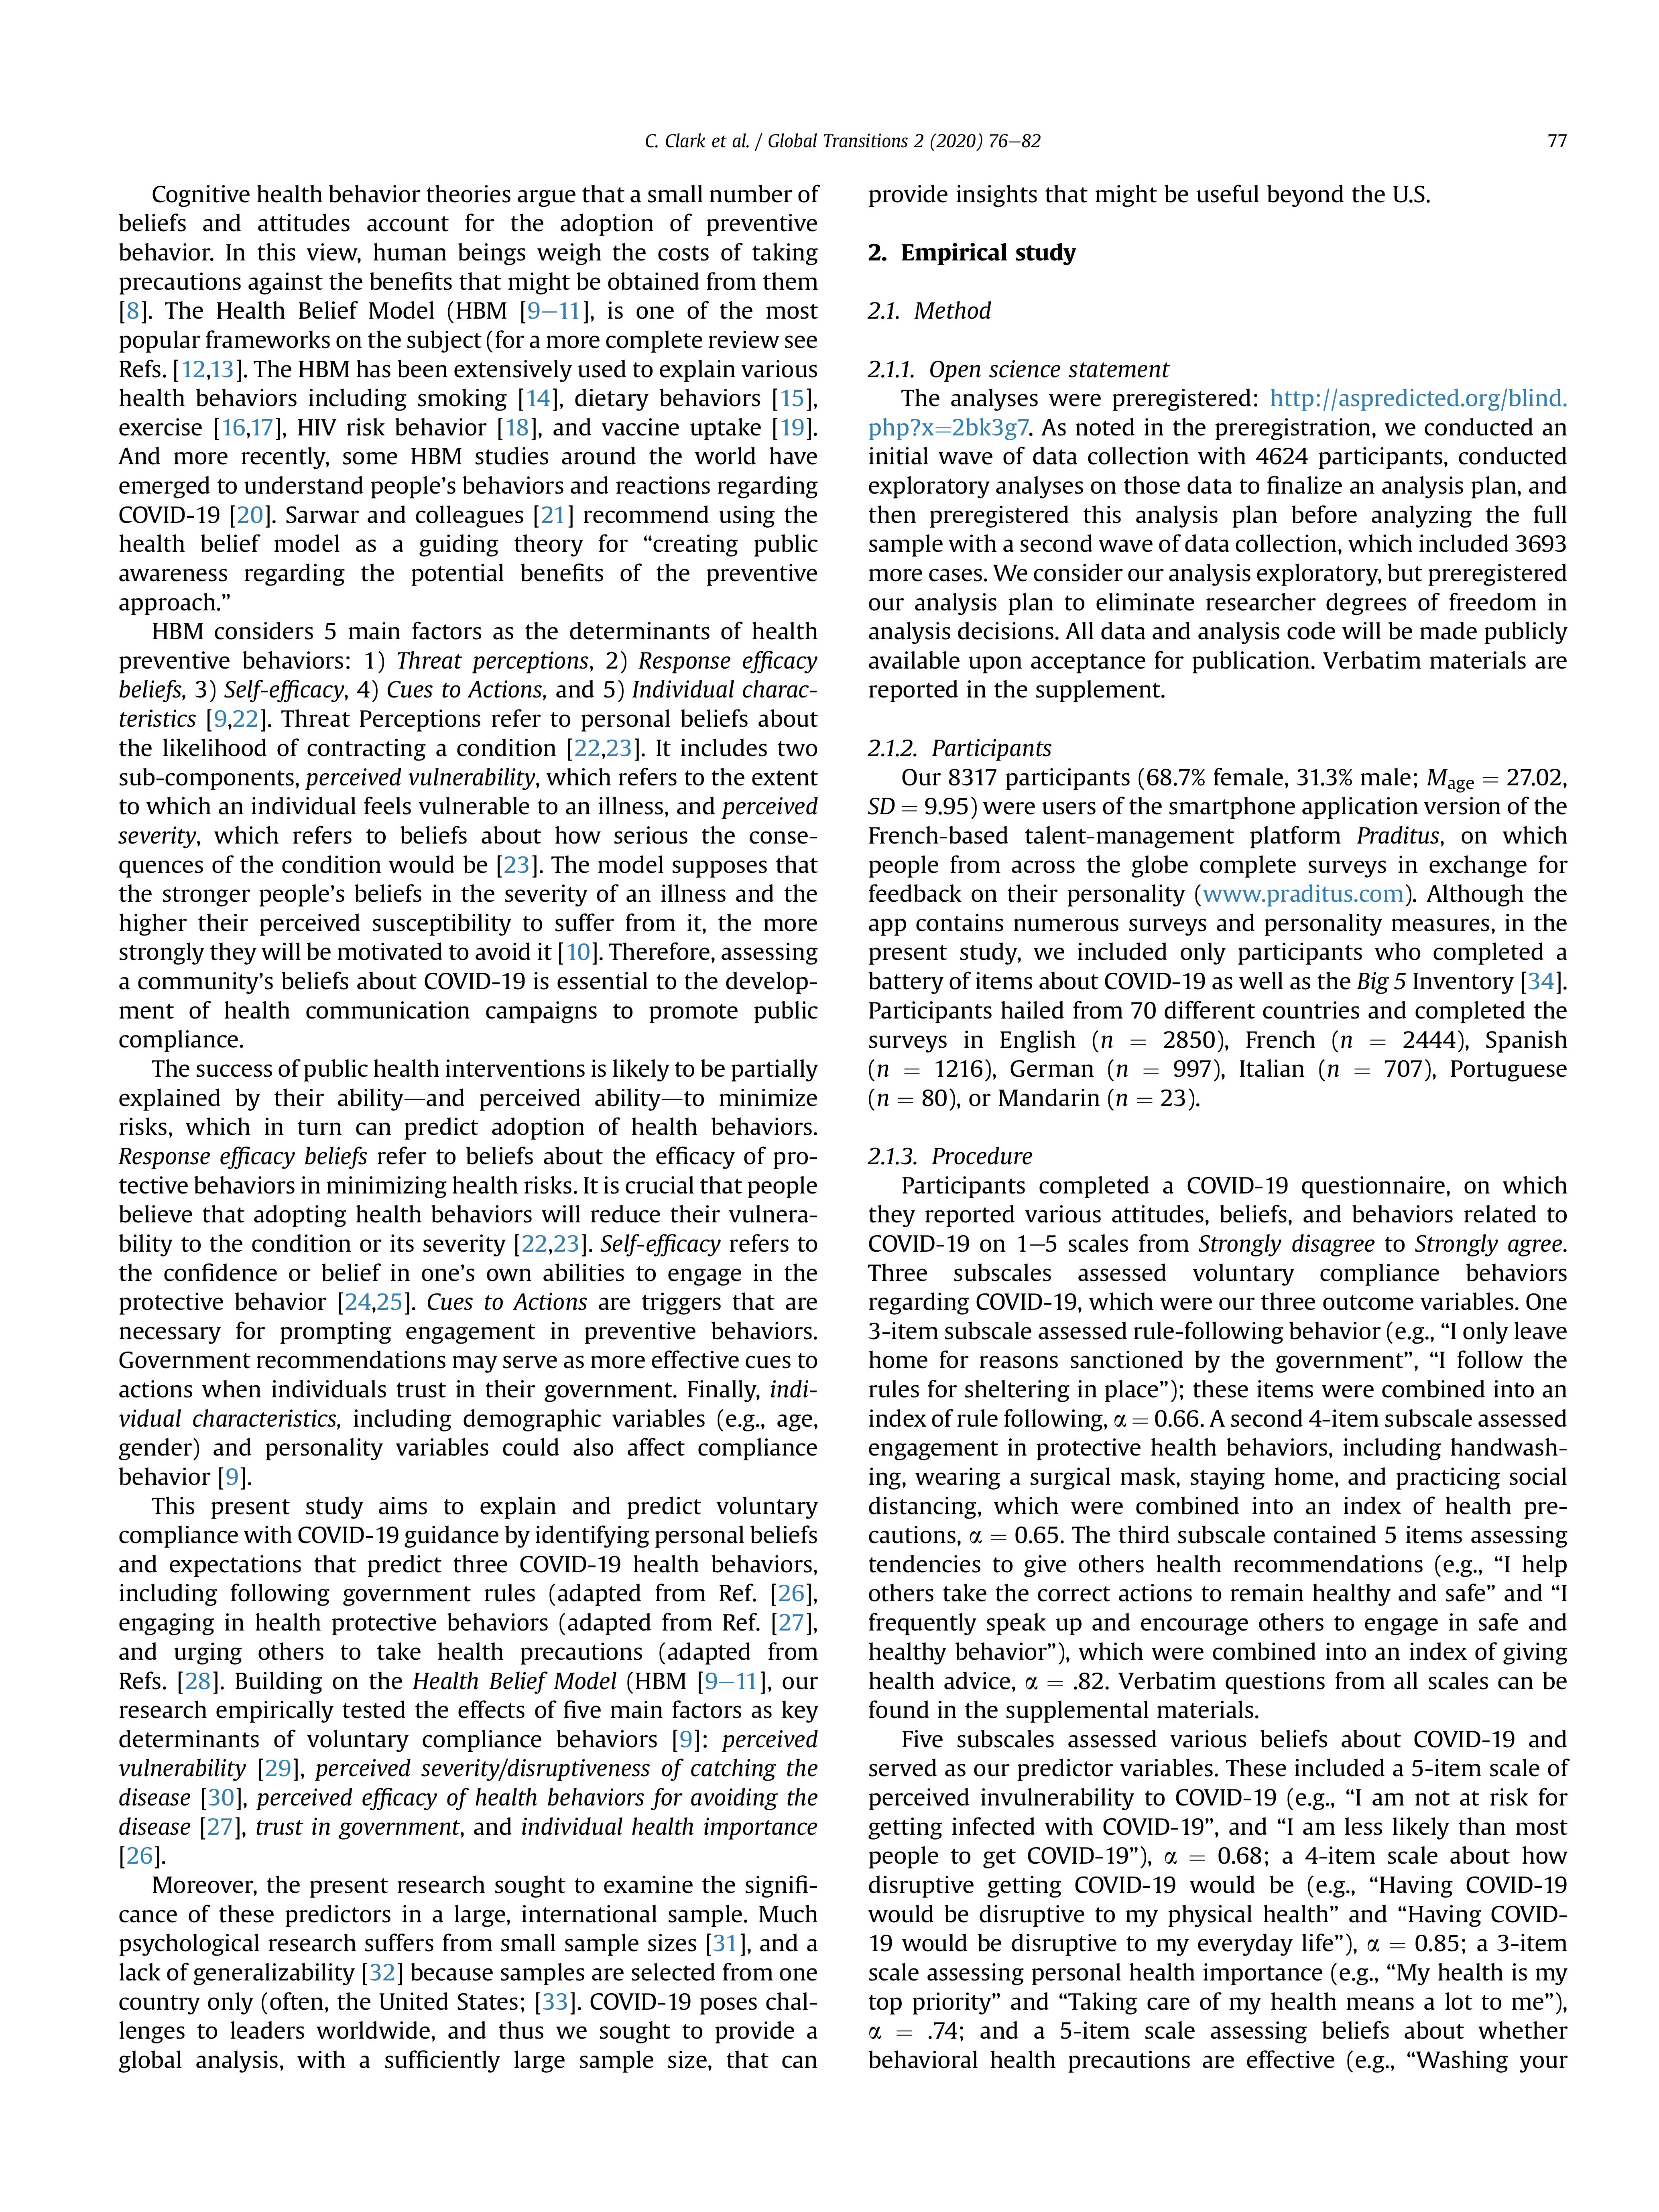 C. Clark et al. / Global Transitions 2 (2020) 76–82
77
Cognitive health behavior theories argue that a small number of
beliefs and attitudes account for the adoption of preventive
behavior. In this view, human beings weigh the costs of taking
precautions against the benefits that might be obtained from them
[8]. The Health Belief Model (HBM [9–11], is one of the most
popular frameworks on the subject (for a more complete review see
Refs. [12,13]. The HBM has been extensively used to explain various
health behaviors including smoking [14], dietary behaviors [15],
exercise [16,17], HIV risk behavior [18], and vaccine uptake [19].
And more recently, some HBM studies around the world have
emerged to understand people's behaviors and reactions regarding
COVID-19 [20]. Sarwar and colleagues [21] recommend using the
health belief model as a guiding theory for “creating public
awareness regarding the potential benefits of the preventive
approach.”
HBM considers 5 main factors as the determinants of health
preventive behaviors: 1) Threat perceptions, 2) Response efficacy
beliefs, 3) Self-efficacy, 4) Cues to Actions, and 5) Individual charac-
teristics [9,22]. Threat Perceptions refer to personal beliefs about
the likelihood of contracting a condition [22,23]. It includes two
sub-components, perceived vulnerability, which refers to the extent
to which an individual feels vulnerable to an illness, and perceived
severity, which refers to beliefs about how serious the conse-
quences of the condition would be [23]. The model supposes that
the stronger people's beliefs in the severity of an illness and the
higher their perceived susceptibility to suffer from it, the more
strongly they will be motivated to avoid it [10]. Therefore, assessing
a community's beliefs about COVID-19 is essential to the develop-
ment of health communication campaigns to promote public
compliance.
The success of public health interventions is likely to be partially
explained by their ability—and perceived ability—to minimize
risks, which in turn can predict adoption of health behaviors.
Response efficacy beliefs refer to beliefs about the efficacy of pro-
tective behaviors in minimizing health risks. It is crucial that people
believe that adopting health behaviors will reduce their vulnera-
bility to the condition or its severity [22,23]. Self-efficacy refers to
the confidence or belief in one's own abilities to engage in the
protective behavior [24,25]. Cues to Actions are triggers that are
necessary for prompting engagement in preventive behaviors.
Government recommendations may serve as more effective cues to
actions when individuals trust in their government. Finally, indi-
vidual characteristics, including demographic variables (e.g., age,
gender) and personality variables could also affect compliance
behavior [9].
This present study aims to explain and predict voluntary
compliance with COVID-19 guidance by identifying personal beliefs
and expectations that predict three COVID-19 health behaviors,
including following government rules (adapted from Ref. [26],
engaging in health protective behaviors (adapted from Ref. [27],
and urging others to take health precautions (adapted from
Refs. [28]. Building on the Health Belief Model (HBM [9–11], our
research empirically tested the effects of five main factors as key
determinants of voluntary compliance behaviors [9]: perceived
vulnerability [29], perceived severity/disruptiveness of catching the
disease [30], perceived efficacy of health behaviors for avoiding the
disease [27], trust in government, and individual health importance
[26].
Moreover, the present research sought to examine the signifi-
cance of these predictors in a large, international sample. Much
psychological research suffers from small sample sizes [31], and a
lack of generalizability [32] because samples are selected from one
country only (often, the United States; [33]. COVID-19 poses chal-
lenges to leaders worldwide, and thus we sought to provide a
global analysis, with a sufficiently large sample size, that can
provide insights that might be useful beyond the U.S.
2. Empirical study
2.1. Method
2.1.1. Open science statement
The analyses were preregistered: http://aspredicted.org/blind.
php?x=2bk3g7. As noted in the preregistration, we conducted an
initial wave of data collection with 4624 participants, conducted
exploratory analyses on those data to finalize an analysis plan, and
then preregistered this analysis plan before analyzing the full
sample with a second wave of data collection, which included 3693
more cases. We consider our analysis exploratory, but preregistered
our analysis plan to eliminate researcher degrees of freedom in
analysis decisions. All data and analysis code will be made publicly
available upon acceptance for publication. Verbatim materials are
reported in the supplement.
2.1.2. Participants
Our 8317 participants (68.7% female, 31.3% male; Mage = 27.02,
SD = 9.95) were users of the smartphone application version of the
French-based talent-management platform Praditus, on which
people from across the globe complete surveys in exchange for
feedback on their personality (www.praditus.com). Although the
app contains numerous surveys and personality measures, in the
present study, we included only participants who completed a
battery of items about COVID-19 as well as the Big 5 Inventory [34].
Participants hailed from 70 different countries and completed the
surveys in English (n = 2850), French (n = 2444), Spanish
(n = 1216), German (n = 997), Italian (n = 707), Portuguese
(n = 80), or Mandarin (n = 23).
2.1.3. Procedure
Participants completed a COVID-19 questionnaire, on which
they reported various attitudes, beliefs, and behaviors related to
COVID-19 on 1–5 scales from Strongly disagree to Strongly agree.
Three subscales assessed voluntary compliance behaviors
regarding COVID-19, which were our three outcome variables. One
3-item subscale assessed rule-following behavior (e.g., “I only leave
home for reasons sanctioned by the government”, “I follow the
rules for sheltering in place”); these items were combined into an
index of rule following, α = 0.66. A second 4-item subscale assessed
engagement in protective health behaviors, including handwash-
ing, wearing a surgical mask, staying home, and practicing social
distancing, which were combined into an index of health pre-
cautions, α = 0.65. The third subscale contained 5 items assessing
tendencies to give others health recommendations (e.g., “I help
others take the correct actions to remain healthy and safe” and “I
frequently speak up and encourage others to engage in safe and
healthy behavior”), which were combined into an index of giving
health advice, α = .82. Verbatim questions from all scales can be
found in the supplemental materials.
Five subscales assessed various beliefs about COVID-19 and
served as our predictor variables. These included a 5-item scale of
perceived invulnerability to COVID-19 (e.g., “I am not at risk for
getting infected with COVID-19”, and “I am less likely than most
people to get COVID-19”), α = 0.68; a 4-item scale about how
disruptive getting COVID-19 would be (e.g., “Having COVID-19
would be disruptive to my physical health” and “Having COVID-
19 would be disruptive to my everyday life”), α = 0.85; a 3-item
scale assessing personal health importance (e.g., “My health is my
top priority” and “Taking care of my health means a lot to me”),
α = .74; and a 5-item scale assessing beliefs about whether
behavioral health precautions are effective (e.g., “Washing your